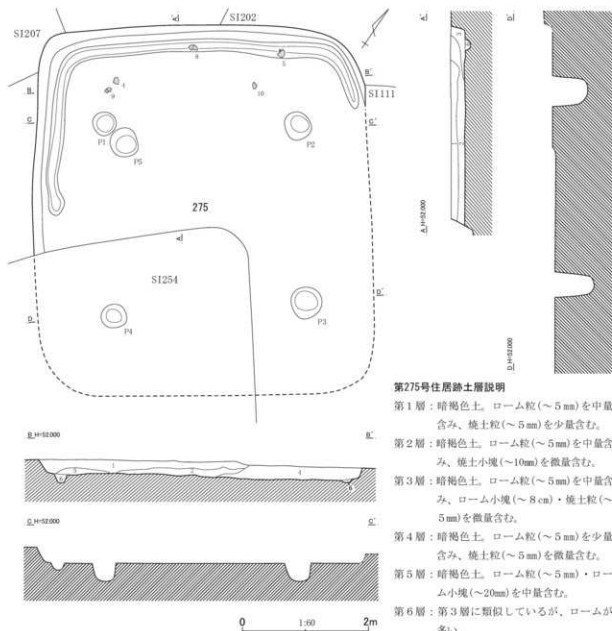 SI202
SI207
SI111
A
A'
B
B'
C
C'
D
D'
8
5
4
9
10
P1
P5
P2
275
A'
SI254
P4
P3
A H=52.000
D H=52.000
第275号住居跡土層説明
第1層：暗褐色土。ローム粒(～5㎜)を中量
含み、焼土粒(～5㎜)を少量含む。
第2層：暗褐色土。ローム粒(～5㎜)を中量含
み、焼土小塊(～10㎜)を微量含む。
第3層：暗褐色土。ローム粒(～5㎜)を中量含
み、ローム小塊(～8㎝)・焼土粒(～
5㎜)を微量含む。
第4層：暗褐色土。ローム粒(～5㎜)を少量
含み、焼土粒(～5㎜)を微量含む。
第5層：暗褐色土。ローム粒(～5㎜)・ロー
ム小塊(～20㎜)を中量含む。
第6層：第3層に類似しているが、ロームが
多い。
B H=52.000
B'
C H=52.000
C'
0 1:60 2m